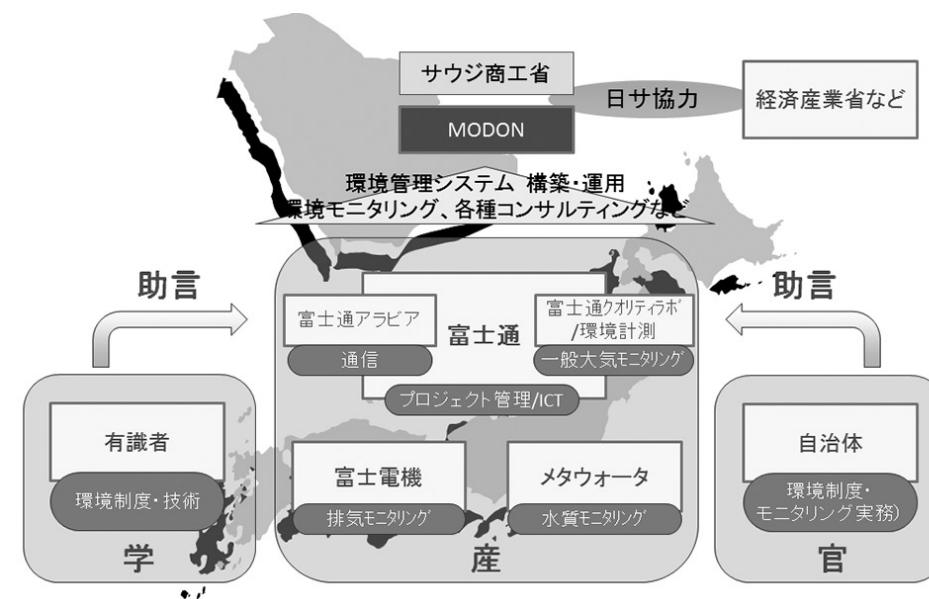 サウジ商工省
日サ協力
経済産業省など
MODON
環境管理システム 構築・運用
環境モニタリング、各種コンサルティングなど
助言
助言
富士通アラビア
通信
富士通
富士通クオリティラボ
/環境計測
一般大気モニタリング
プロジェクト管理/ICT
有識者
環境制度・技術
学
富士電機
排気モニタリング
メタウォータ
水質モニタリング
産
自治体
環境制度・
モニタリング実務)
官